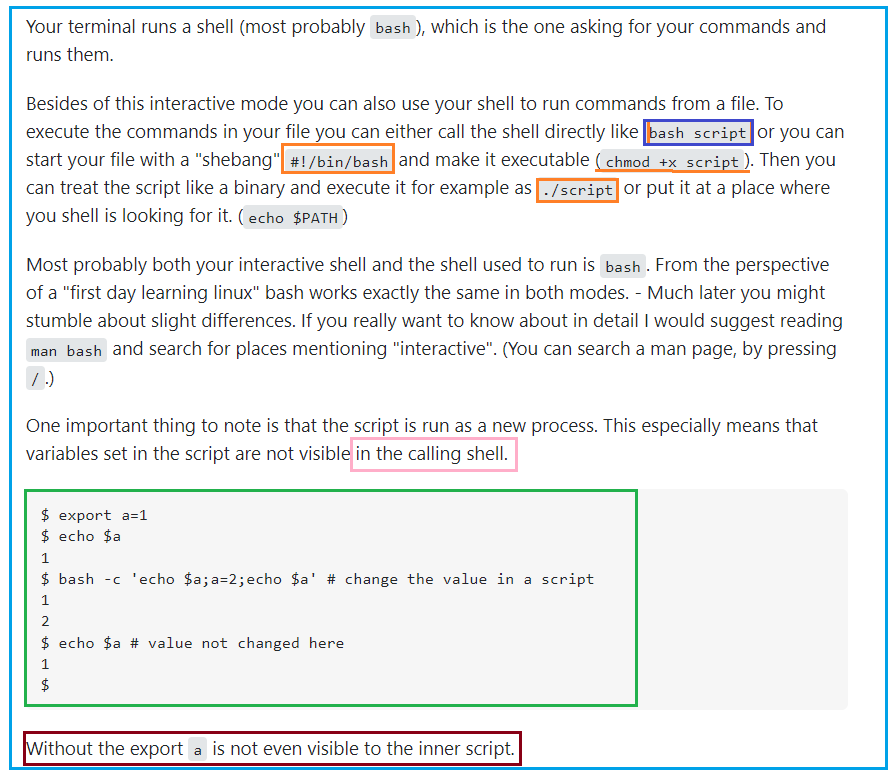 Your terminal runs a shell (most probably bash), which is the one asking for your commands and
runs them.
Besides of this interactive mode you can also use your shell to run commands from a file. To
execute the commands in your file you can either call the shell directly like bash script or you can
start your file with a "shebang" #!/bin/bash and make it executable (chmod +x script). Then you
can treat the script like a binary and execute it for example as ./script or put it at a place where
you shell is looking for it. (echo $PATH)
Most probably both your interactive shell and the shell used to run is bash. From the perspective
of a "first day learning linux" bash works exactly the same in both modes. - Much later you might
stumble about slight differences. If you really want to know about in detail I would suggest reading
man bash and search for places mentioning "interactive". (You can search a man page, by pressing
/.)
One important thing to note is that the script is run as a new process. This especially means that
variables set in the script are not visible in the calling shell.
$ export a=1
$ echo $a
1
$ bash -c 'echo $a;a=2;echo $a' # change the value in a script
1
2
$ echo $a # value not changed here
1
$
Without the export a is not even visible to the inner script.